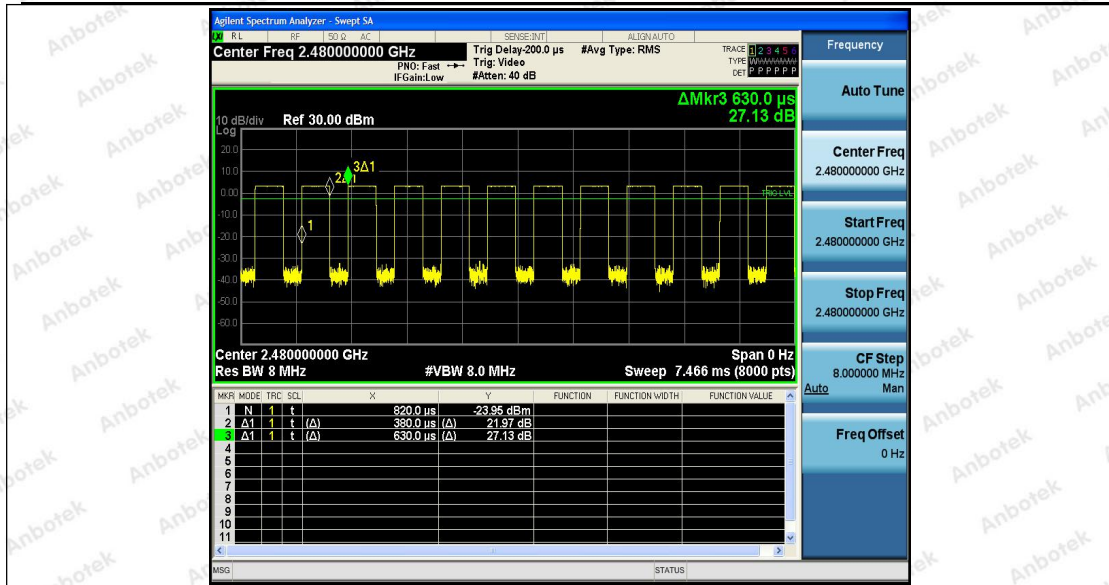 Agilent Spectrum Analyzer - Swept SA
RL RF 50 Ω AC SENSE:INT ALIGNAUTO
Center Freq 2.480000000 GHz
PNO: Fast
IFGain:Low
Trig Delay-200.0 µs
Trig: Video
#Atten: 40 dB
#Avg Type: RMS
TRACE 1 2 3 4 5 6
TYPE
DET P P P P P P
ΔMkr3 630.0 µs
27.13 dB
10 dB/div Ref 30.00 dBm
Log
20.0
10.0
0.00
-10.0
-20.0
-30.0
-40.0
-50.0
-60.0
1
2Δ1
3Δ1
TRIG LVL
Center 2.480000000 GHz Span 0 Hz
Res BW 8 MHz #VBW 8.0 MHz Sweep 7.466 ms (8000 pts)
MKR MODE TRC SCL X Y FUNCTION FUNCTION WIDTH FUNCTION VALUE
1 N 1 t 820.0 µs -23.95 dBm
2 Δ1 1 t (Δ) 380.0 µs (Δ) 21.97 dB
3 Δ1 1 t (Δ) 630.0 µs (Δ) 27.13 dB
4
5
6
7
8
9
10
11
MSG STATUS
Frequency
Auto Tune
Center Freq
2.480000000 GHz
Start Freq
2.480000000 GHz
Stop Freq
2.480000000 GHz
CF Step
8.000000 MHz
Auto Man
Freq Offset
0 Hz
Anbotek